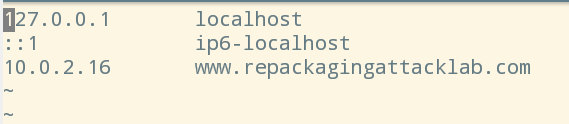 127.0.0.1       localhost
::1             ip6-localhost
10.0.2.16       www.repackagingattacklab.com
~
~